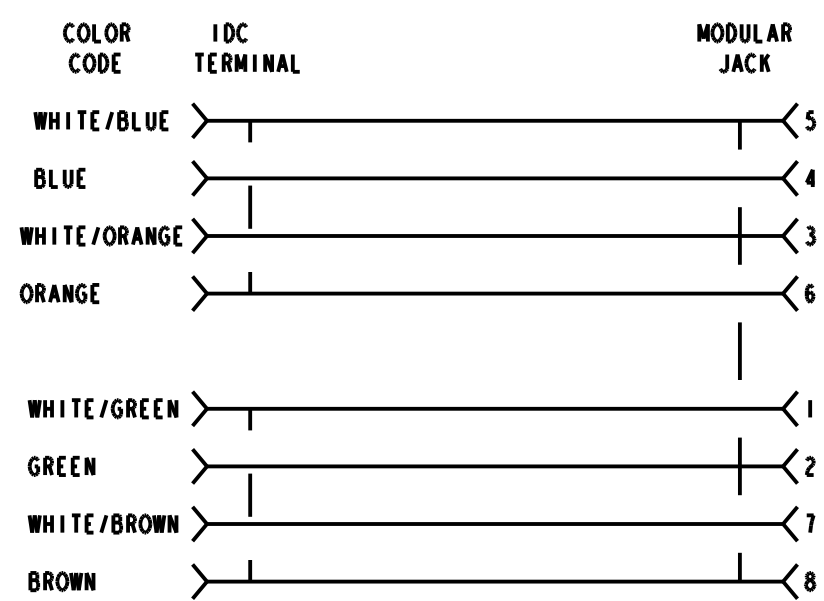 COLOR CODE IDC TERMINAL MODULAR JACK
WHITE/BLUE 5
BLUE 4
WHITE/ORANGE 3
ORANGE 6
WHITE/GREEN 1
GREEN 2
WHITE/BROWN 7
BROWN 8